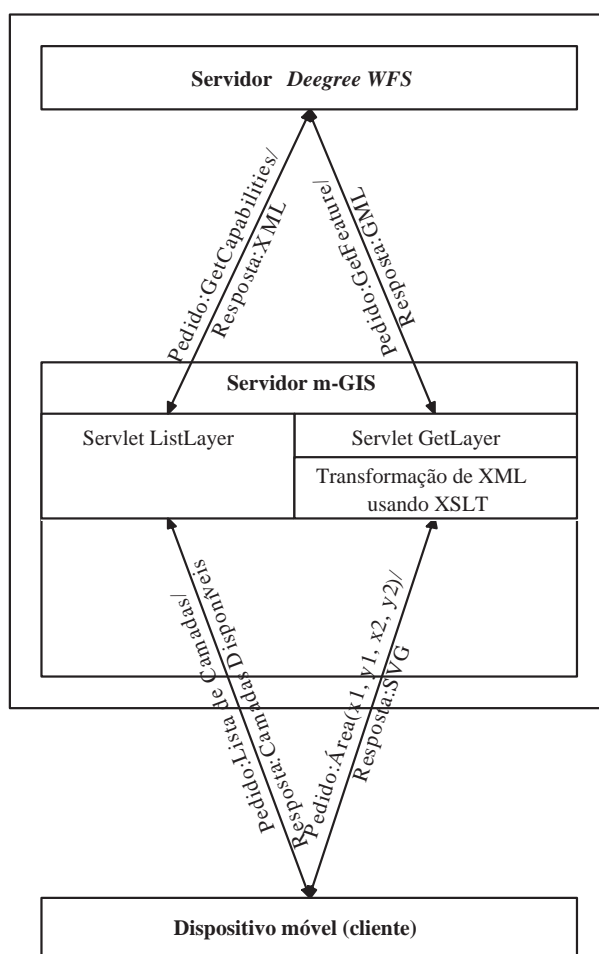 Servidor Deegree WFS
Pedido:GetCapabilities/
Resposta:XML
Pedido:GetFeature/
Resposta:GML
Servidor m-GIS
Servlet ListLayer
Servlet GetLayer
Transformação de XML
usando XSLT
Pedido:Lista de Camadas/
Resposta:Camadas Disponíveis
Pedido:Área(x1, y1, x2, y2)/
Resposta:SVG
Dispositivo móvel (cliente)